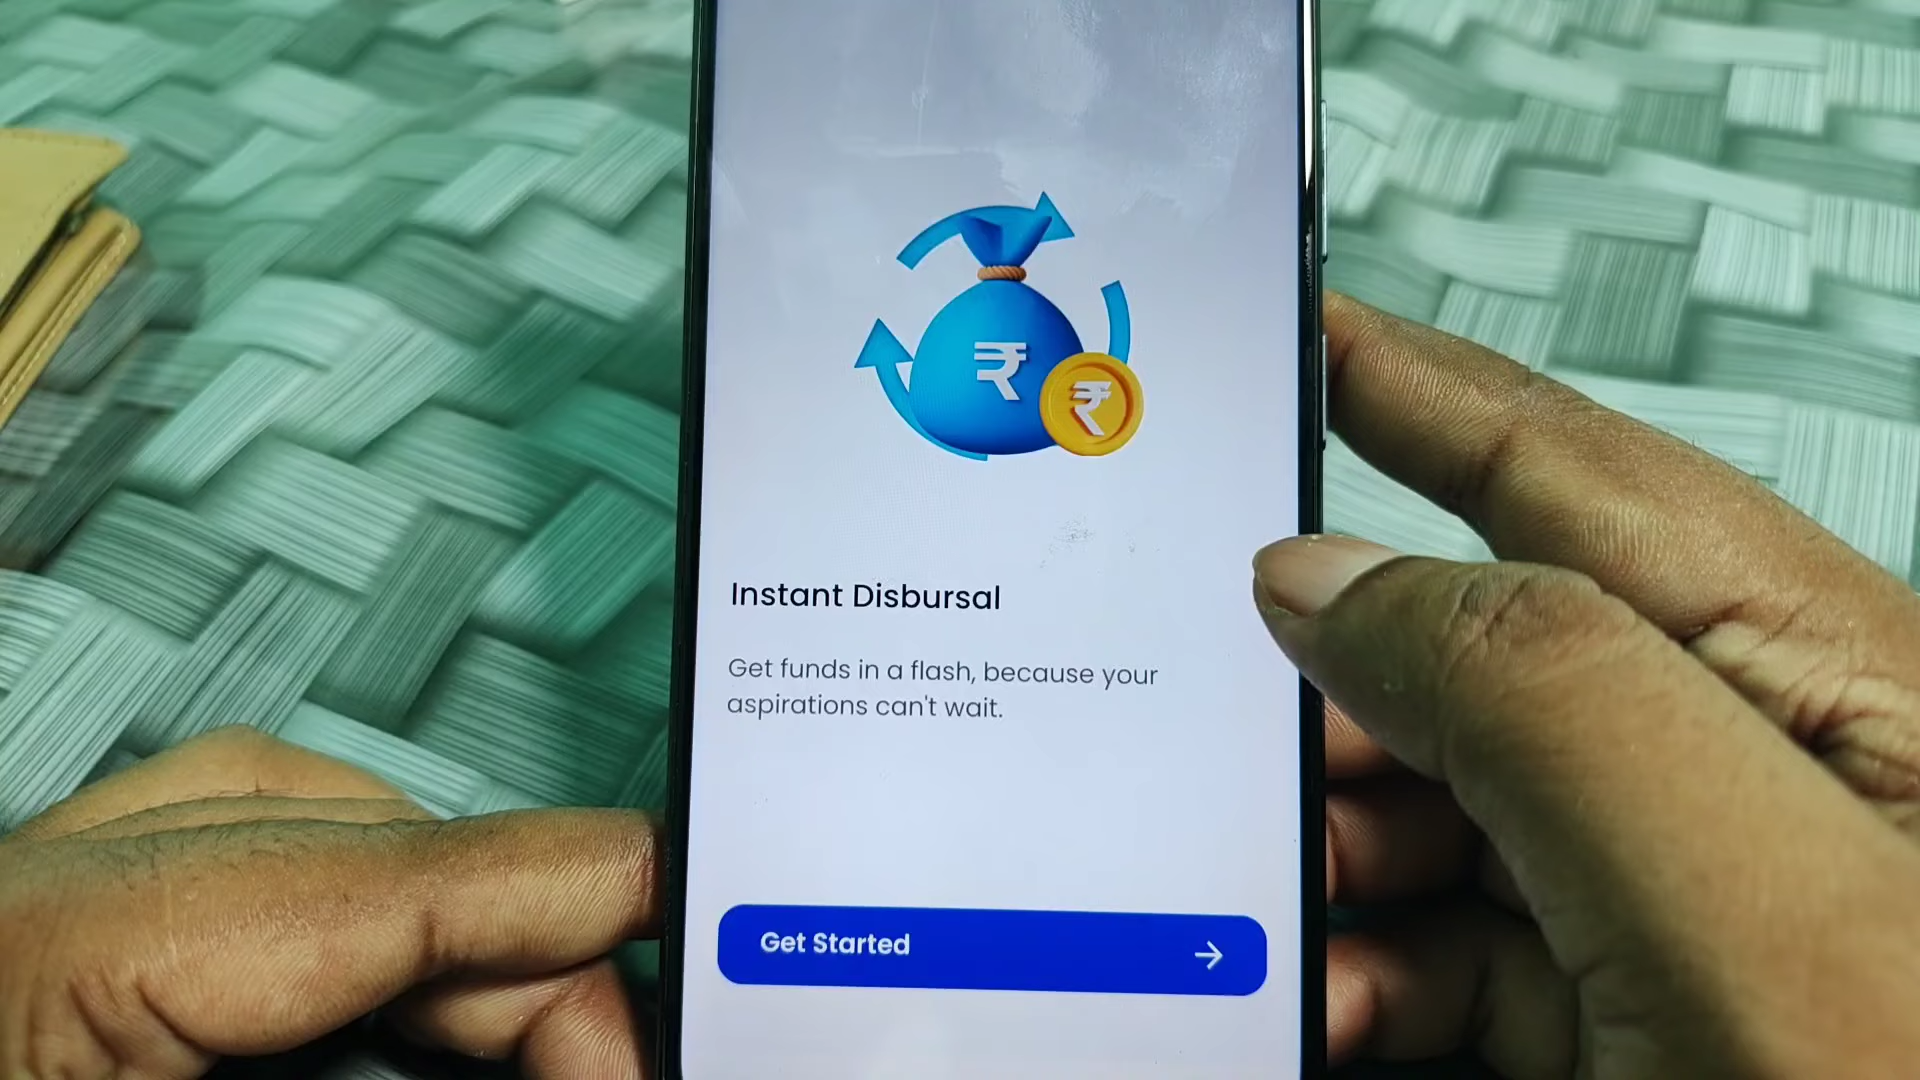 ₹
₹
Instant Disbursal
Get funds in a flash, because your
aspirations can't wait.
Get Started